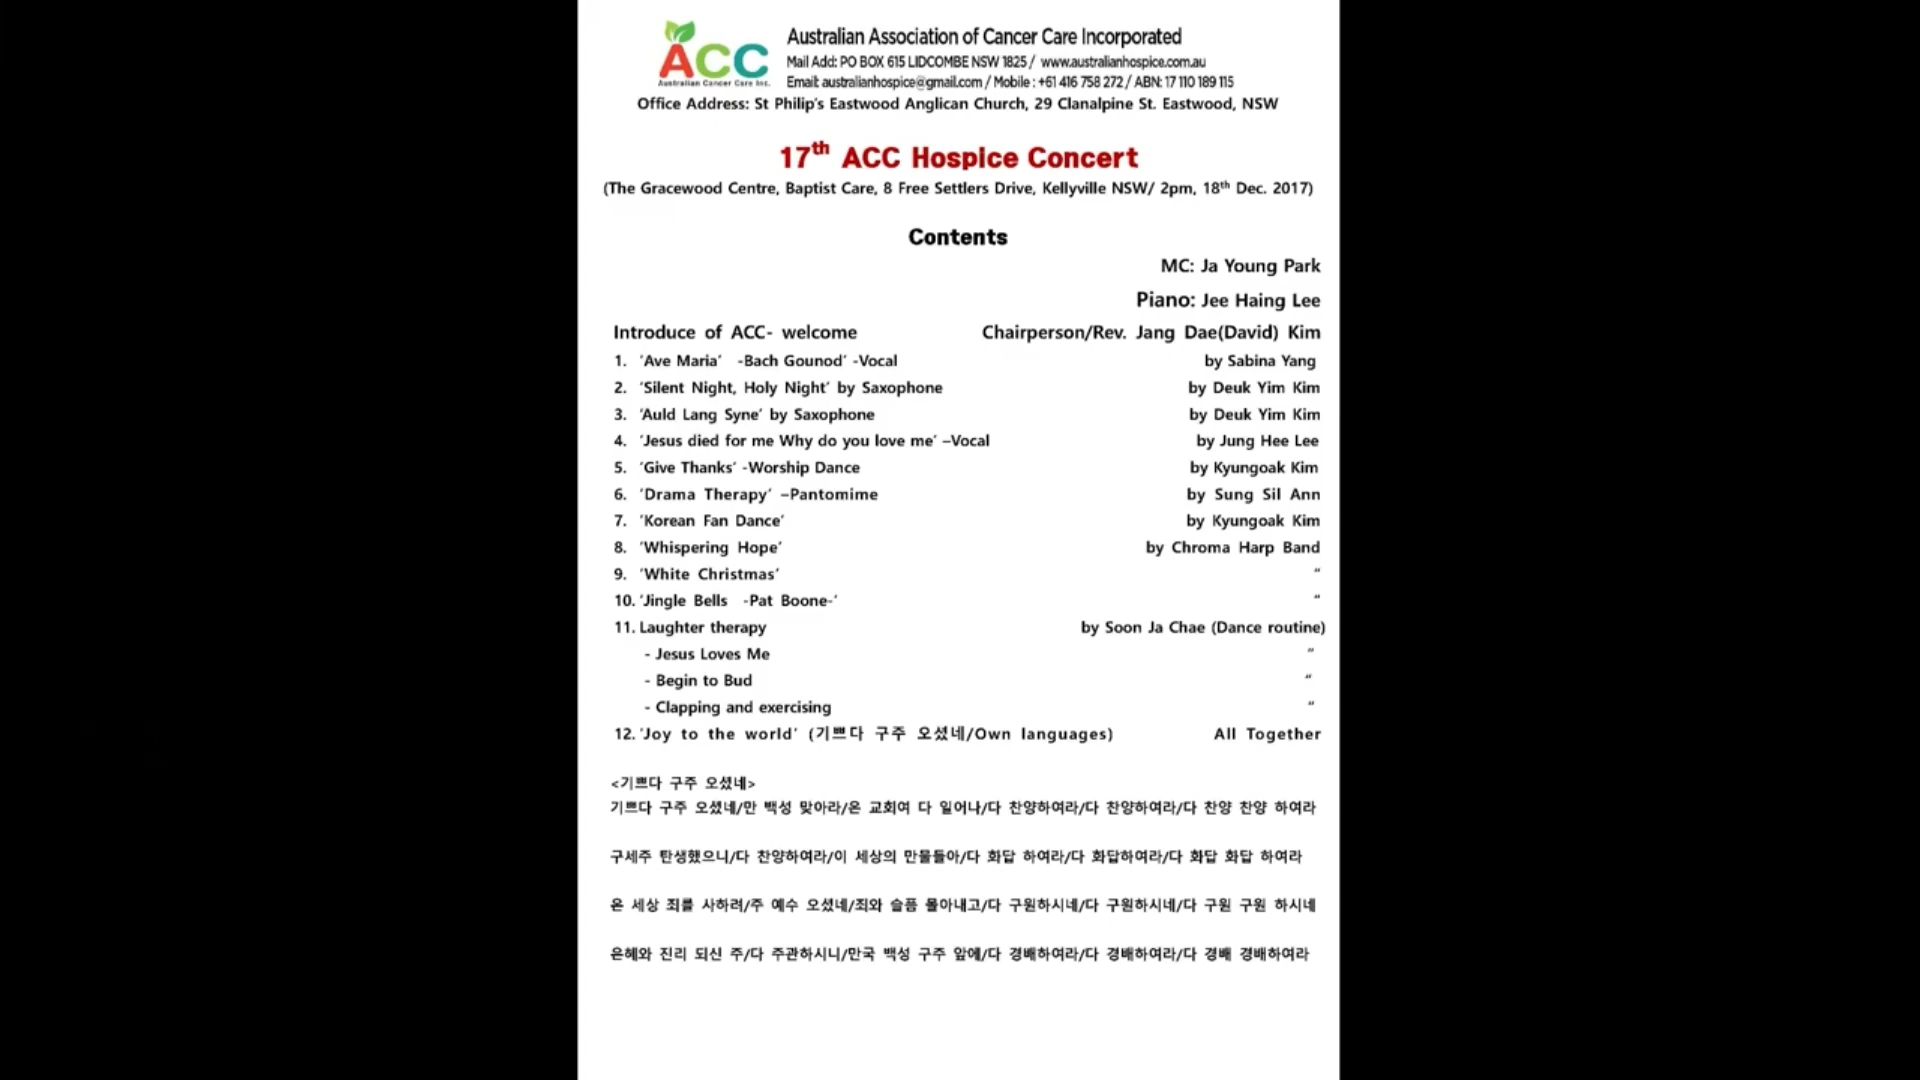 ACC
Australian Cancer Care Inc.
Australian Association of Cancer Care Incorporated
Mail Add: PO BOX 615 LIDCOMBE NSW 1825 / www.australianhospice.com.au
Email: australianhospice@gmail.com / Mobile : +61 416 758 272 / ABN: 17 110 189 115
Office Address: St Philip's Eastwood Anglican Church, 29 Clanalpine St. Eastwood, NSW
17th ACC Hospice Concert
(The Gracewood Centre, Baptist Care, 8 Free Settlers Drive, Kellyville NSW/ 2pm, 18th Dec. 2017)
Contents
MC: Ja Young Park
Piano: Jee Haing Lee
Introduce of ACC- welcome Chairperson/Rev. Jang Dae(David) Kim
1. 'Ave Maria' -Bach Gounod' -Vocal by Sabina Yang
2. 'Silent Night, Holy Night' by Saxophone by Deuk Yim Kim
3. 'Auld Lang Syne' by Saxophone by Deuk Yim Kim
4. 'Jesus died for me Why do you love me' –Vocal by Jung Hee Lee
5. 'Give Thanks' -Worship Dance by Kyungoak Kim
6. 'Drama Therapy' –Pantomime by Sung Sil Ann
7. 'Korean Fan Dance' by Kyungoak Kim
8. 'Whispering Hope' by Chroma Harp Band
9. 'White Christmas' "
10. 'Jingle Bells -Pat Boone-' "
11. Laughter therapy by Soon Ja Chae (Dance routine)
- Jesus Loves Me "
- Begin to Bud "
- Clapping and exercising "
12. 'Joy to the world' (기쁘다 구주 오셨네/Own languages) All Together
<기쁘다 구주 오셨네>
기쁘다 구주 오셨네/만 백성 맞아라/온 교회여 다 일어나/다 찬양하여라/다 찬양하여라/다 찬양 찬양 하여라
구세주 탄생했으니/다 찬양하여라/이 세상의 만물들아/다 화답 하여라/다 화답하여라/다 화답 화답 하여라
온 세상 죄를 사하려/주 예수 오셨네/죄와 슬픔 몰아내고/다 구원하시네/다 구원하시네/다 구원 구원 하시네
은혜와 진리 되신 주/다 주관하시니/만국 백성 구주 앞에/다 경배하여라/다 경배하여라/다 경배 경배하여라